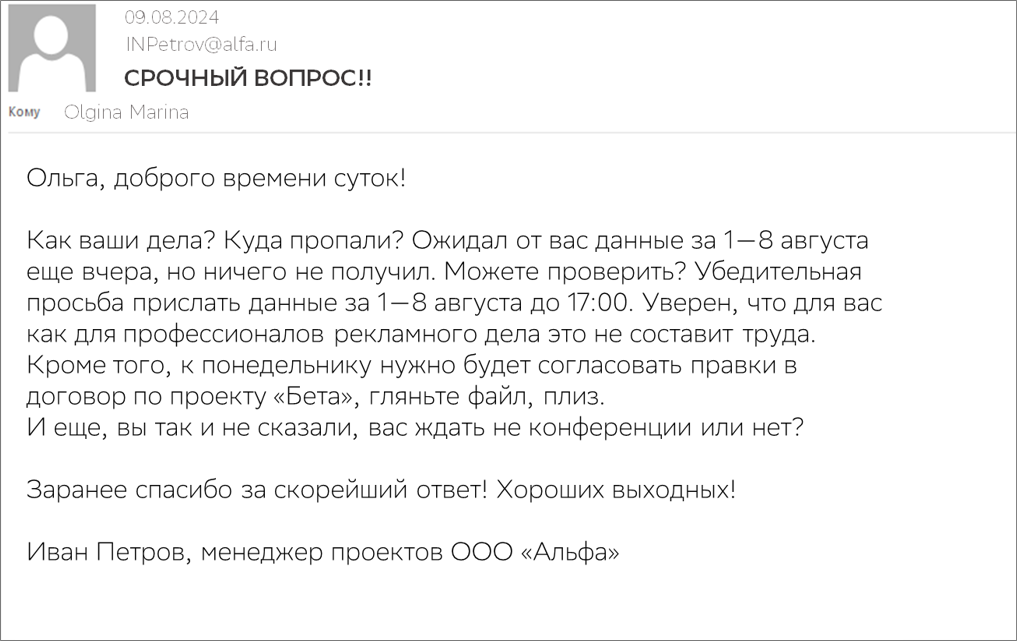 09.08.2024
INPetrov@alfa.ru
СРОЧНЫЙ ВОПРОС!!
Кому Olgina Marina
Ольга, доброго времени суток!
Как ваши дела? Куда пропали? Ожидал от вас данные за 1—8 августа
еще вчера, но ничего не получил. Можете проверить? Убедительная
просьба прислать данные за 1—8 августа до 17:00. Уверен, что для вас
как для профессионалов рекламного дела это не составит труда.
Кроме того, к понедельнику нужно будет согласовать правки в
договор по проекту «Бета», гляньте файл, плиз.
И еще, вы так и не сказали, вас ждать не конференции или нет?
Заранее спасибо за скорейший ответ! Хороших выходных!
Иван Петров, менеджер проектов ООО «Альфа»